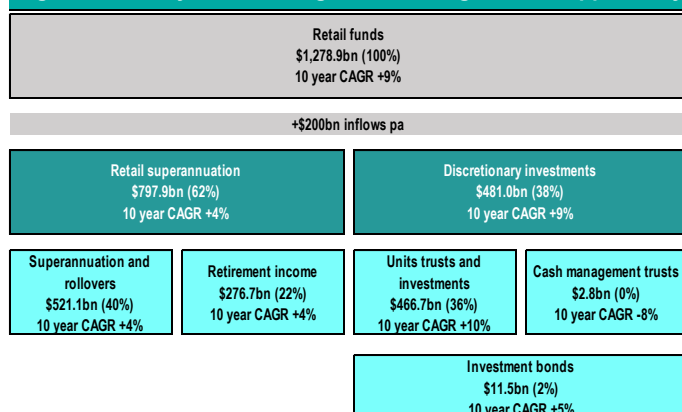 Retail funds
$1,278.9bn (100%)
10 year CAGR +9%
+$200bn inflows pa
Retail superannuation
$797.9bn (62%)
10 year CAGR +4%
Discretionary investments
$481.0bn (38%)
10 year CAGR +9%
Superannuation and
rollovers
$521.1bn (40%)
10 year CAGR +4%
Retirement income
$276.7bn (22%)
10 year CAGR +4%
Units trusts and
investments
$466.7bn (36%)
10 year CAGR +10%
Cash management trusts
$2.8bn (0%)
10 year CAGR -8%
Investment bonds
$11.5bn (2%)
10 year CAGR +5%